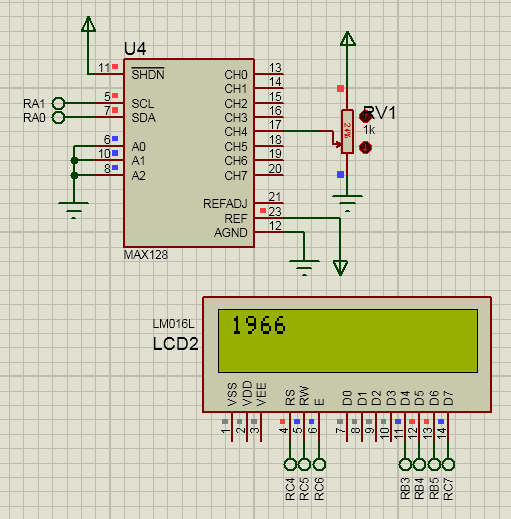 U4
11 SHDN CH0 13
CH1 14
RA1 5 SCL CH2 15
RA0 7 SDA CH3 16
CH4 17
6 A0 CH5 18
10 A1 CH6 19
8 A2 CH7 20
REFADJ 21
REF 23
AGND 12
MAX128
RV1
1k
24%
LM016L
LCD2
1966
VSS VDD VEE RS RW E D0 D1 D2 D3 D4 D5 D6 D7
1 2 3 4 5 6 7 8 9 10 11 12 13 14
RC4 RC5 RC6 RB3 RB4 RB5 RC7